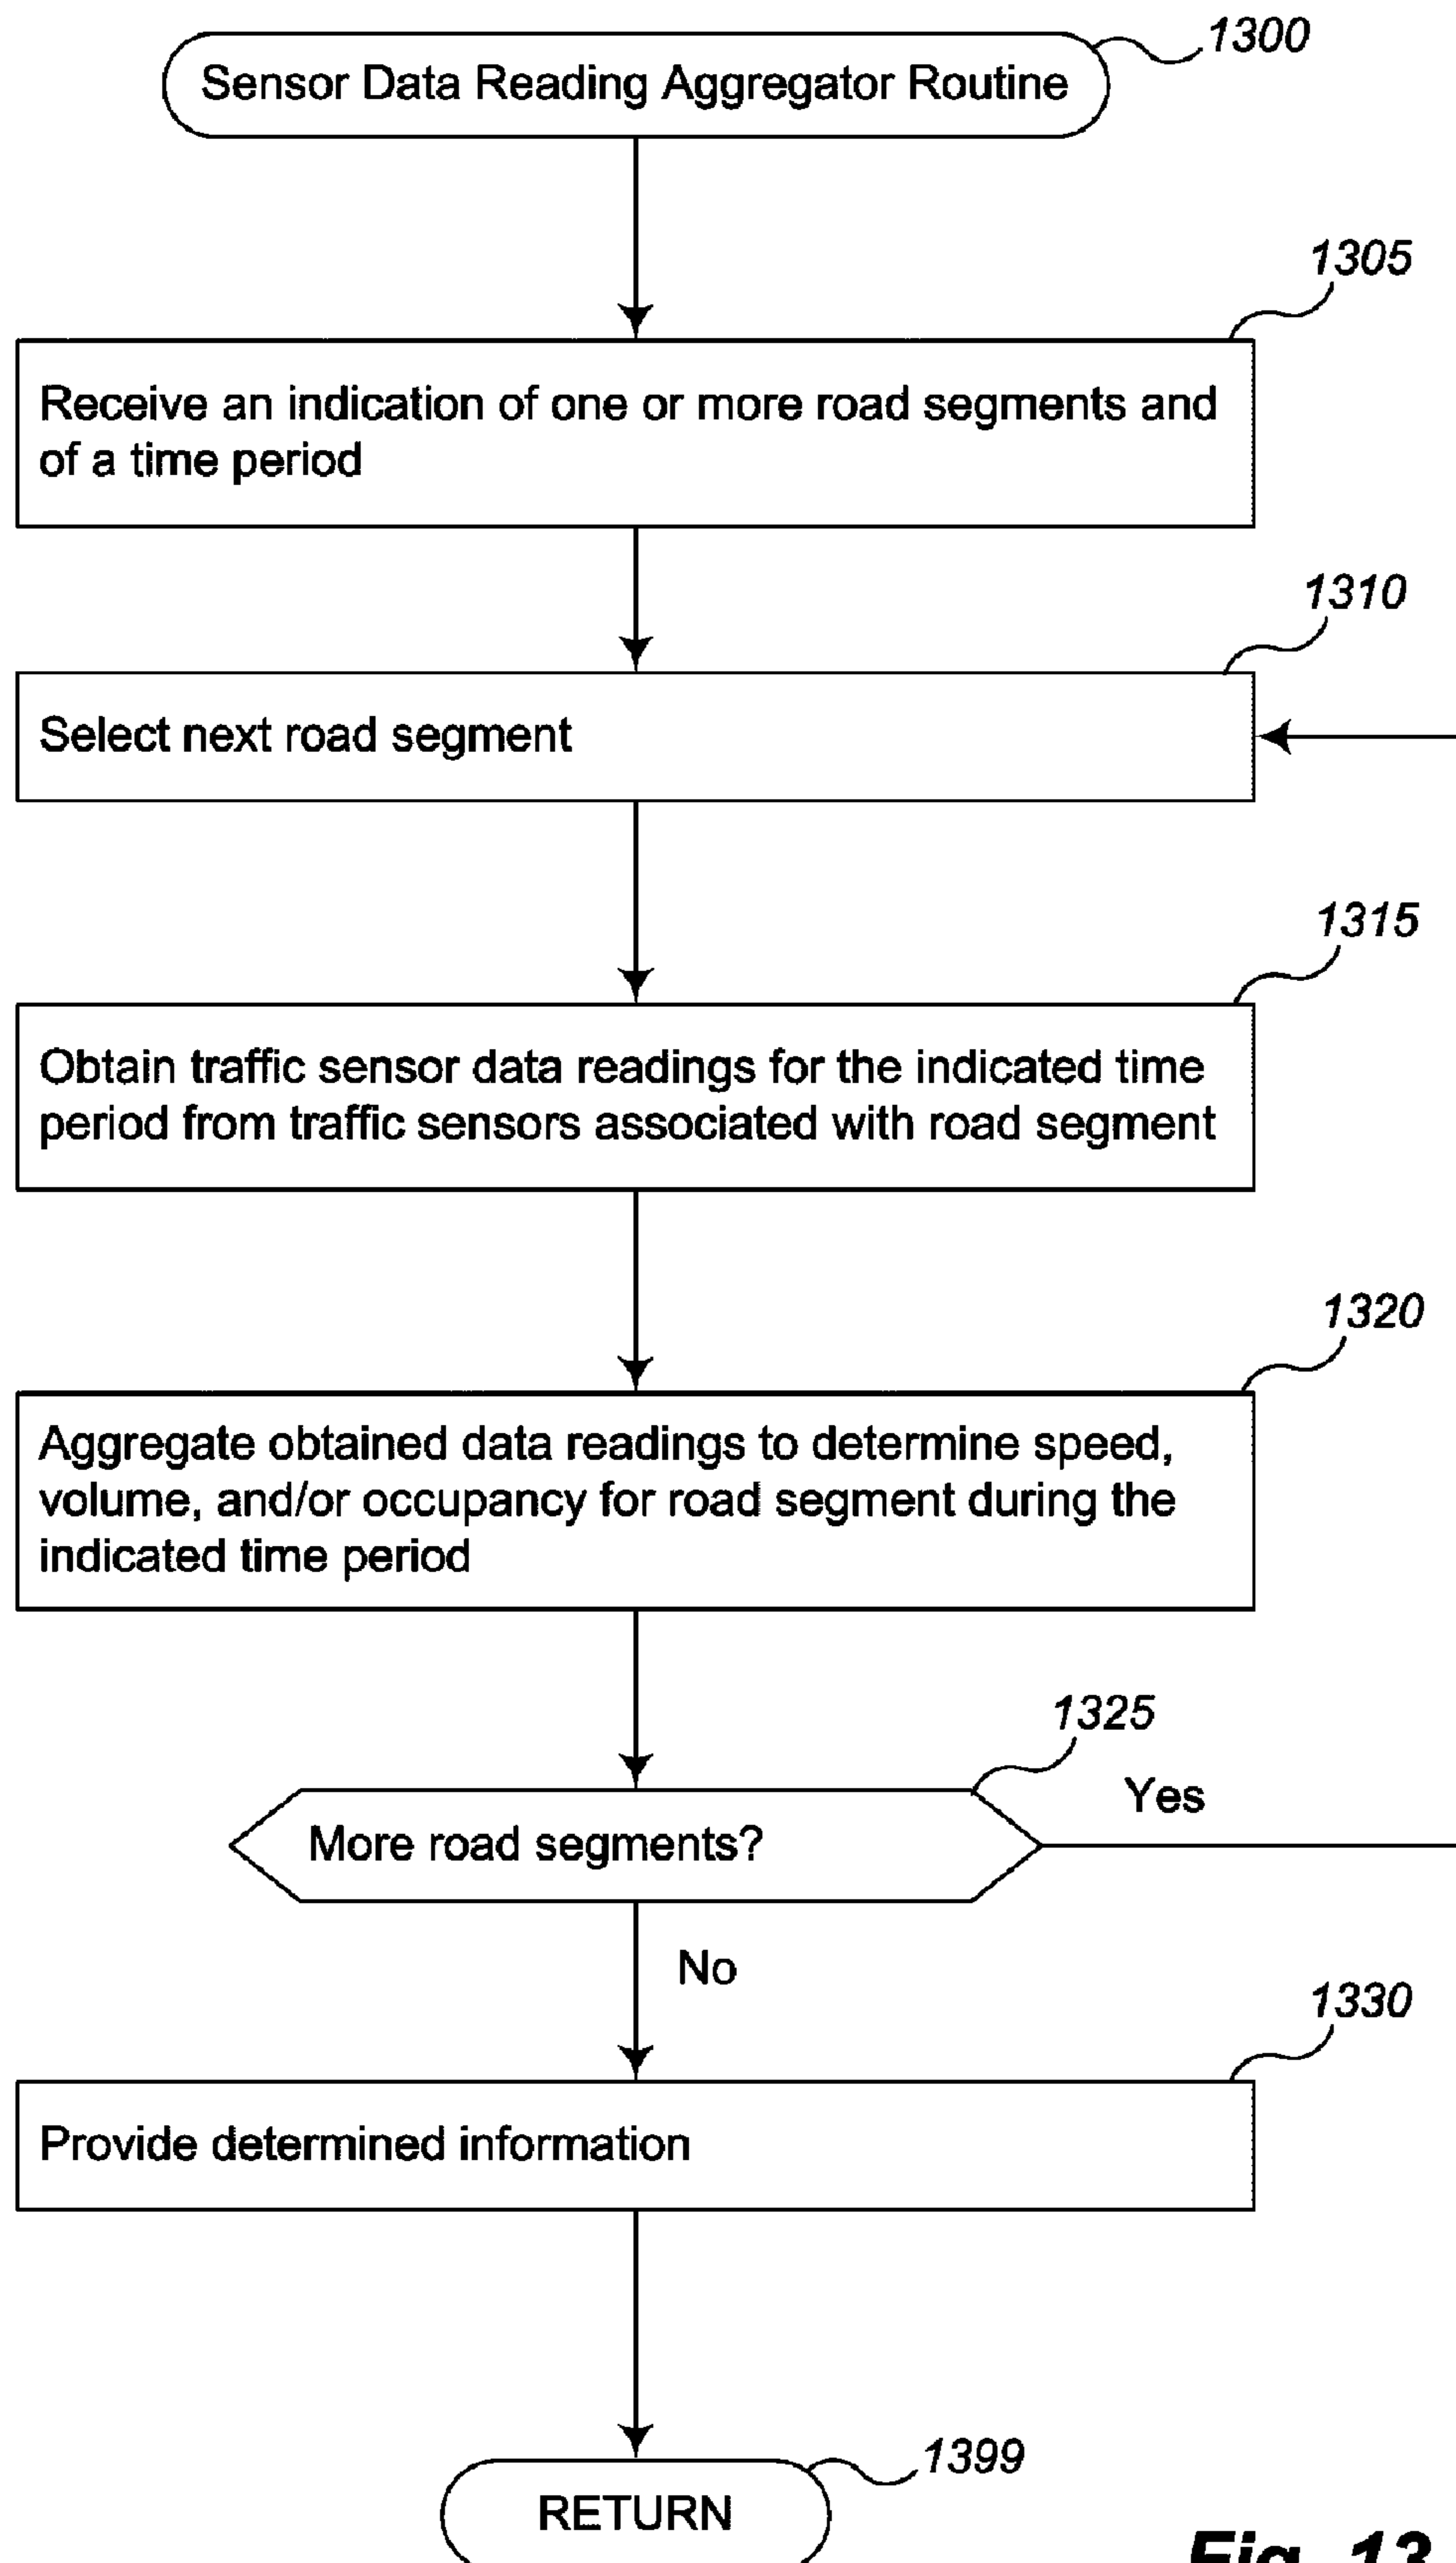 1300
Sensor Data Reading Aggregator Routine
1305
Receive an indication of one or more road segments and
of a time period
1310
Select next road segment
1315
Obtain traffic sensor data readings for the indicated time
period from traffic sensors associated with road segment
1320
Aggregate obtained data readings to determine speed,
volume, and/or occupancy for road segment during the
indicated time period
1325
More road segments?
Yes
No
1330
Provide determined information
1399
RETURN
Fig. 13